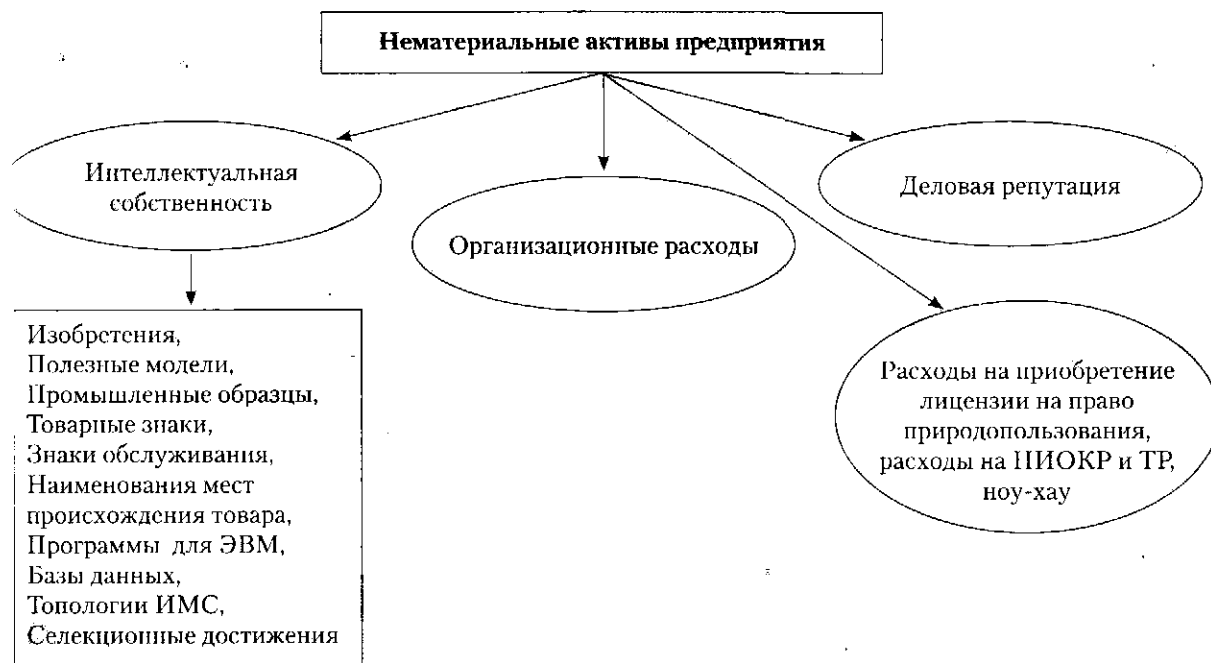 Нематериальные активы предприятия
Интеллектуальная
собственность
Организационные расходы
Деловая репутация
Изобретения,
Полезные модели,
Промышленные образцы,
Товарные знаки,
Знаки обслуживания,
Наименования мест
происхождения товара,
Программы для ЭВМ,
Базы данных,
Топологии ИМС,
Селекционные достижения
Расходы на приобретение
лицензии на право
природопользования,
расходы на НИОКР и ТР,
ноу-хау